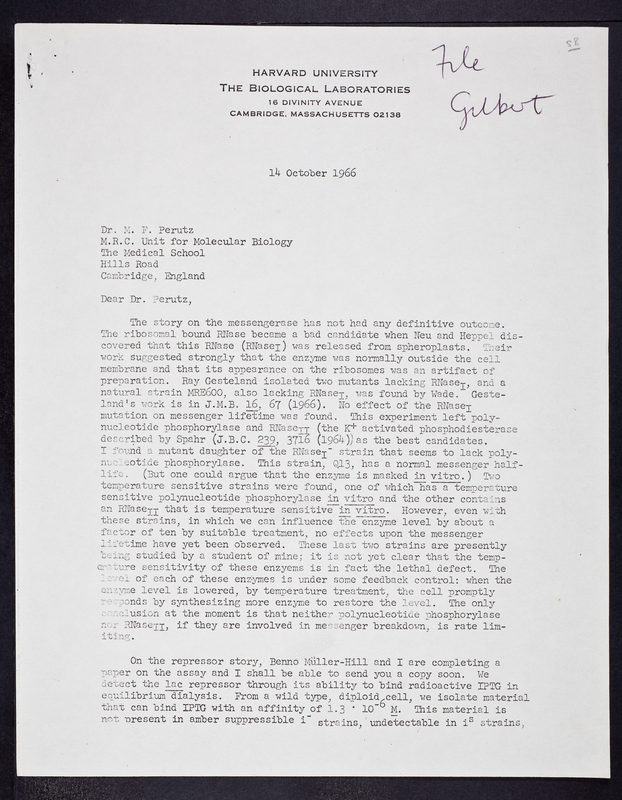 58
File
Gilbert
HARVARD UNIVERSITY
THE BIOLOGICAL LABORATORIES
16 DIVINITY AVENUE
CAMBRIDGE, MASSACHUSETTS 02138
14 October 1966
Dr. M. F. Perutz
M.R.C. Unit for Molecular Biology
The Medical School
Hills Road
Cambridge, England
Dear Dr. Perutz,
The story on the messengerase has not had any definitive outcome.
The ribosomal bound RNase became a bad candidate when Neu and Heppel dis-
covered that this RNase (RNaseI) was released from spheroplasts. Their
work suggested strongly that the enzyme was normally outside the cell
membrane and that its appearance on the ribosomes was an artifact of
preparation. Ray Gesteland isolated two mutants lacking RNaseI, and a
natural strain MRE600, also lacking RNaseI, was found by Wade. Geste-
land's work is in J.M.B. 16, 67 (1966). No effect of the RNaseI
mutation on messenger lifetime was found. This experiment left poly-
nucleotide phosphorylase and RNaseII (the K+ activated phosphodiesterase
described by Spahr (J.B.C. 239, 3716 (1964)) as the best candidates.
I found a mutant daughter of the RNaseI- strain that seems to lack poly-
nucleotide phosphorylase. This strain, Q13, has a normal messenger half-
life. (But one could argue that the enzyme is masked in vitro.) Two
temperature sensitive strains were found, one of which has a temperature
sensitive polynucleotide phosphorylase in vitro and the other contains
an RNaseII that is temperature sensitive in vitro. However, even with
these strains, in which we can influence the enzyme level by about a
factor of ten by suitable treatment, no effects upon the messenger
lifetime have yet been observed. These last two strains are presently
being studied by a student of mine; it is not yet clear that the temp-
erature sensitivity of these enzyems is in fact the lethal defect. The
level of each of these enzymes is under some feedback control: when the
enzyme level is lowered, by temperature treatment, the cell promptly
responds by synthesizing more enzyme to restore the level. The only
conclusion at the moment is that neither polynucleotide phosphorylase
nor RNaseII, if they are involved in messenger breakdown, is rate lim-
iting.
On the repressor story, Benno Müller-Hill and I are completing a
paper on the assay and I shall be able to send you a copy soon. We
detect the lac repressor through its ability to bind radioactive IPTG in
equilibrium dialysis. From a wild type, diploid cell, we isolate material
that can bind IPTG with an affinity of 1.3 · 10-6 M. This material is
not present in amber suppressible i- strains, undetectable in is strains,